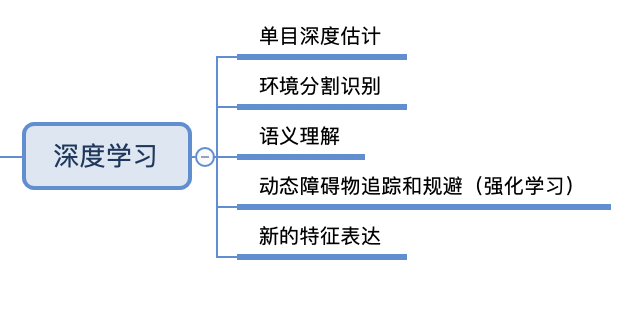 单目深度估计
环境分割识别
语义理解
深度学习
动态障碍物追踪和规避（强化学习）
新的特征表达